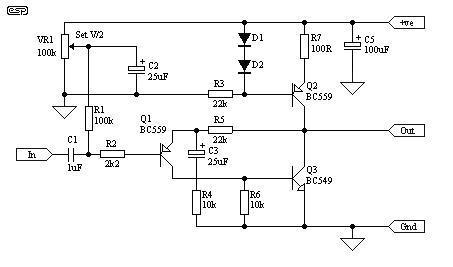 esp
VR1
100k
Set V/2
C2
25uF
D1
D2
R7
100R
C5
100uF
+ve
R3
22k
Q2
BC559
R1
100k
Q1
BC559
R5
22k
Out
In
C1
1uF
R2
2k2
C3
25uF
Q3
BC549
R4
10k
R6
10k
Gnd